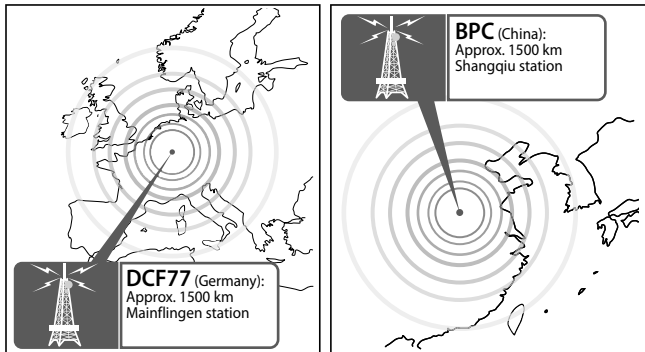 DCF77 (Germany):
Approx. 1500 km
Mainflingen station
BPC (China):
Approx. 1500 km
Shangqiu station